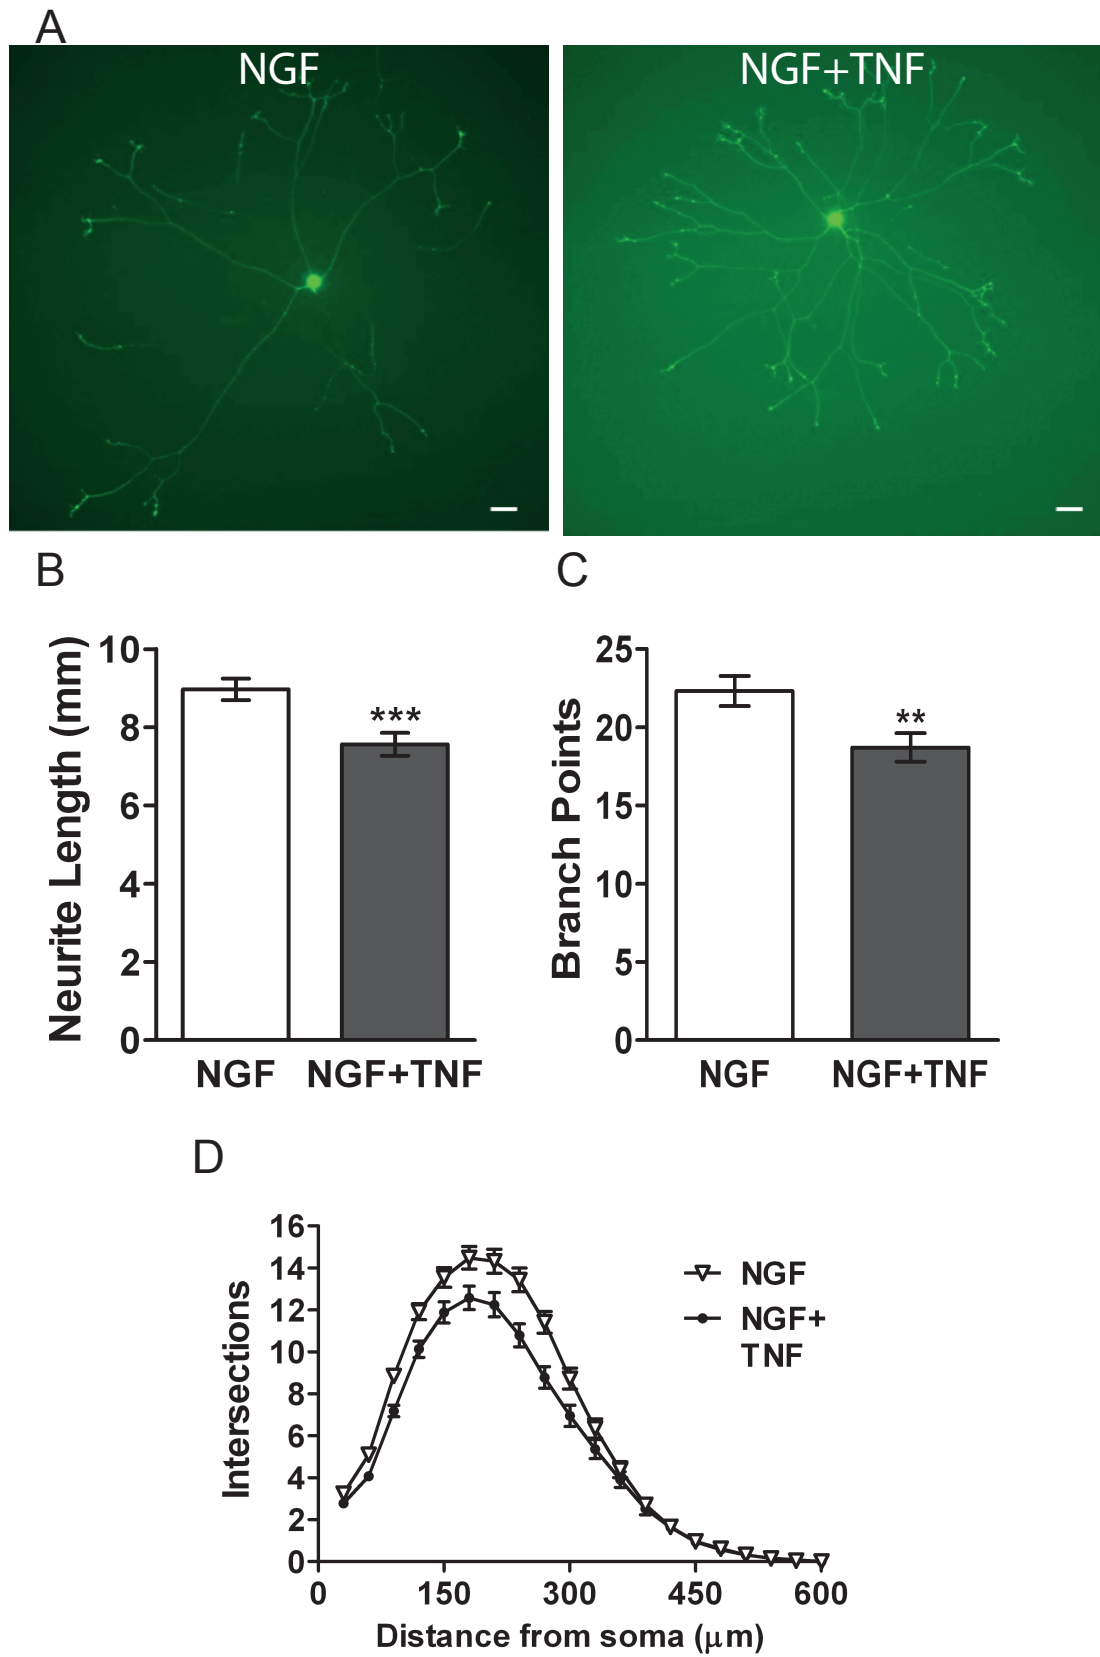 A
NGF
NGF+TNF
B
C
Neurite Length (mm)
10
8
6
4
2
0
***
NGF
NGF+TNF
Branch Points
25
20
15
10
5
0
**
NGF
NGF+TNF
D
Intersections
16
14
12
10
8
6
4
2
0
0
150
300
450
600
Distance from soma (μm)
NGF
NGF+
TNF